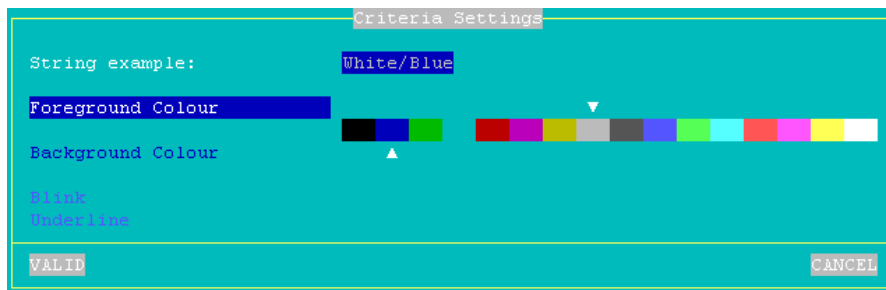 Criteria Settings
String example: White/Blue
Foreground Colour
Background Colour
Blink
Underline
VALID CANCEL